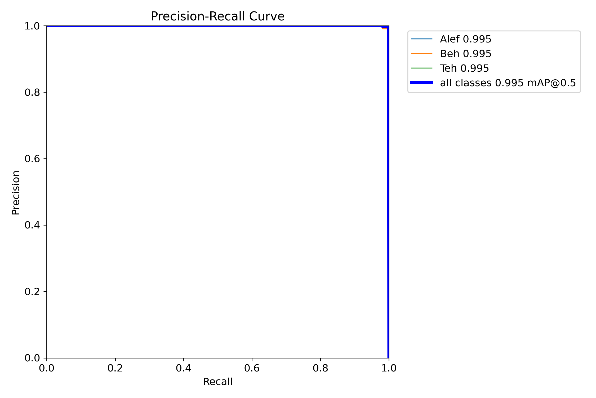 Precision-Recall Curve
1.0
0.8
0.6
0.4
0.2
0.0
Precision
0.0 0.2 0.4 0.6 0.8 1.0
Recall
Alef 0.995
Beh 0.995
Teh 0.995
all classes 0.995 mAP@0.5